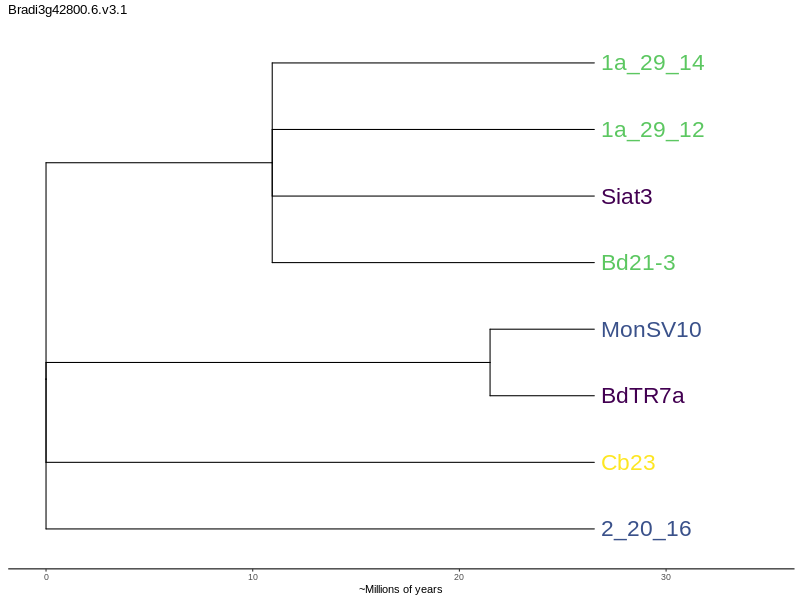 Bradi3g42800.6.v3.1
1a_29_14
1a_29_12
Siat3
Bd21-3
MonSV10
BdTR7a
Cb23
2_20_16
0 10 20 30
~Millions of years